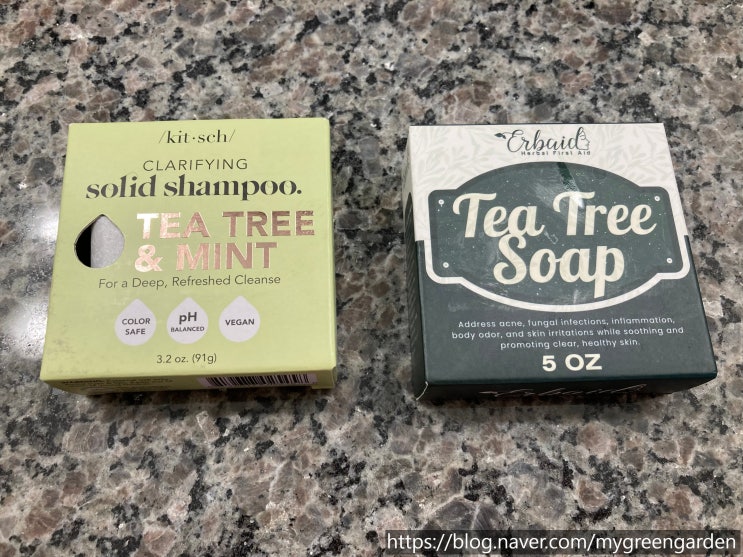 /kit·sch/
CLARIFYING
solid shampoo.
TEA TREE
& MINT
For a Deep, Refreshed Cleanse
COLOR
SAFE
pH
BALANCED
VEGAN
3.2 oz. (91g)
Erbaid
Herbal First Aid
Tea Tree
Soap
Address acne, fungal infections, inflammation,
body odor, and skin irritations while soothing and
promoting clear, healthy skin.
5 OZ
https://blog.naver.com/mygreengarden